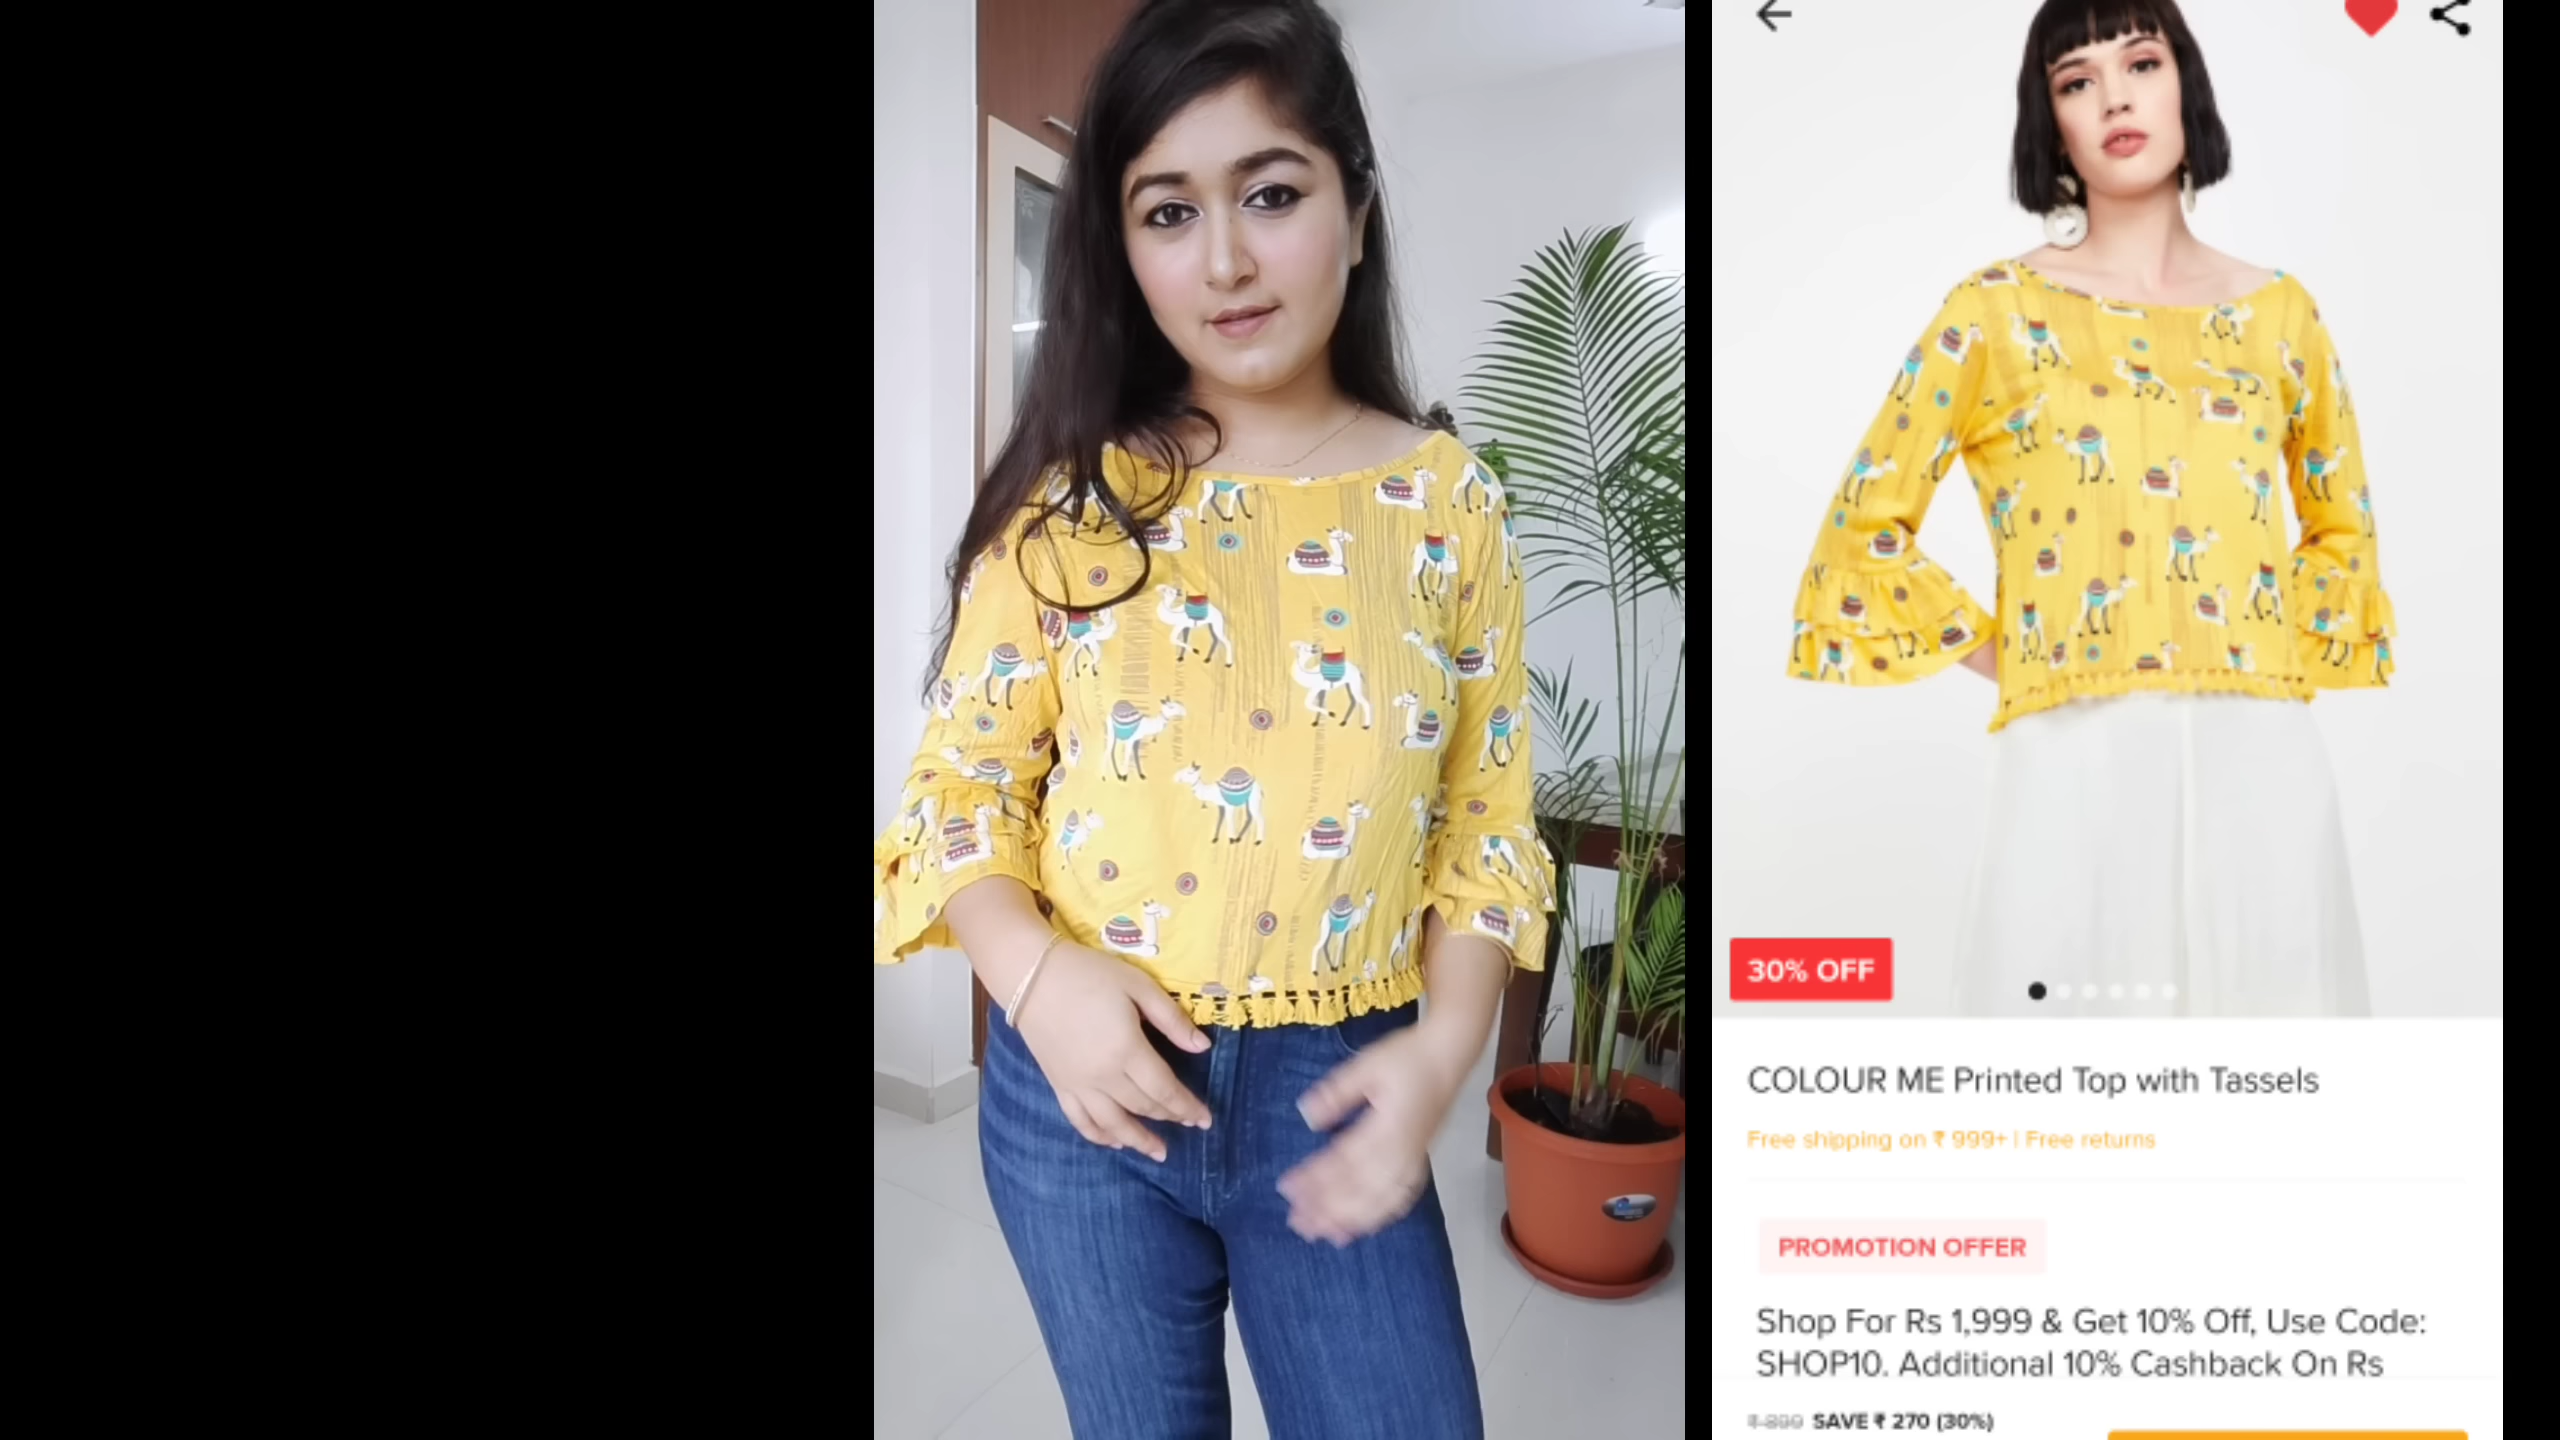 30% OFF
COLOUR ME Printed Top with Tassels
Free shipping on ₹ 999+ | Free returns
PROMOTION OFFER
Shop For Rs 1,999 & Get 10% Off, Use Code:
SHOP10. Additional 10% Cashback On Rs
₹ 899 SAVE ₹ 270 (30%)